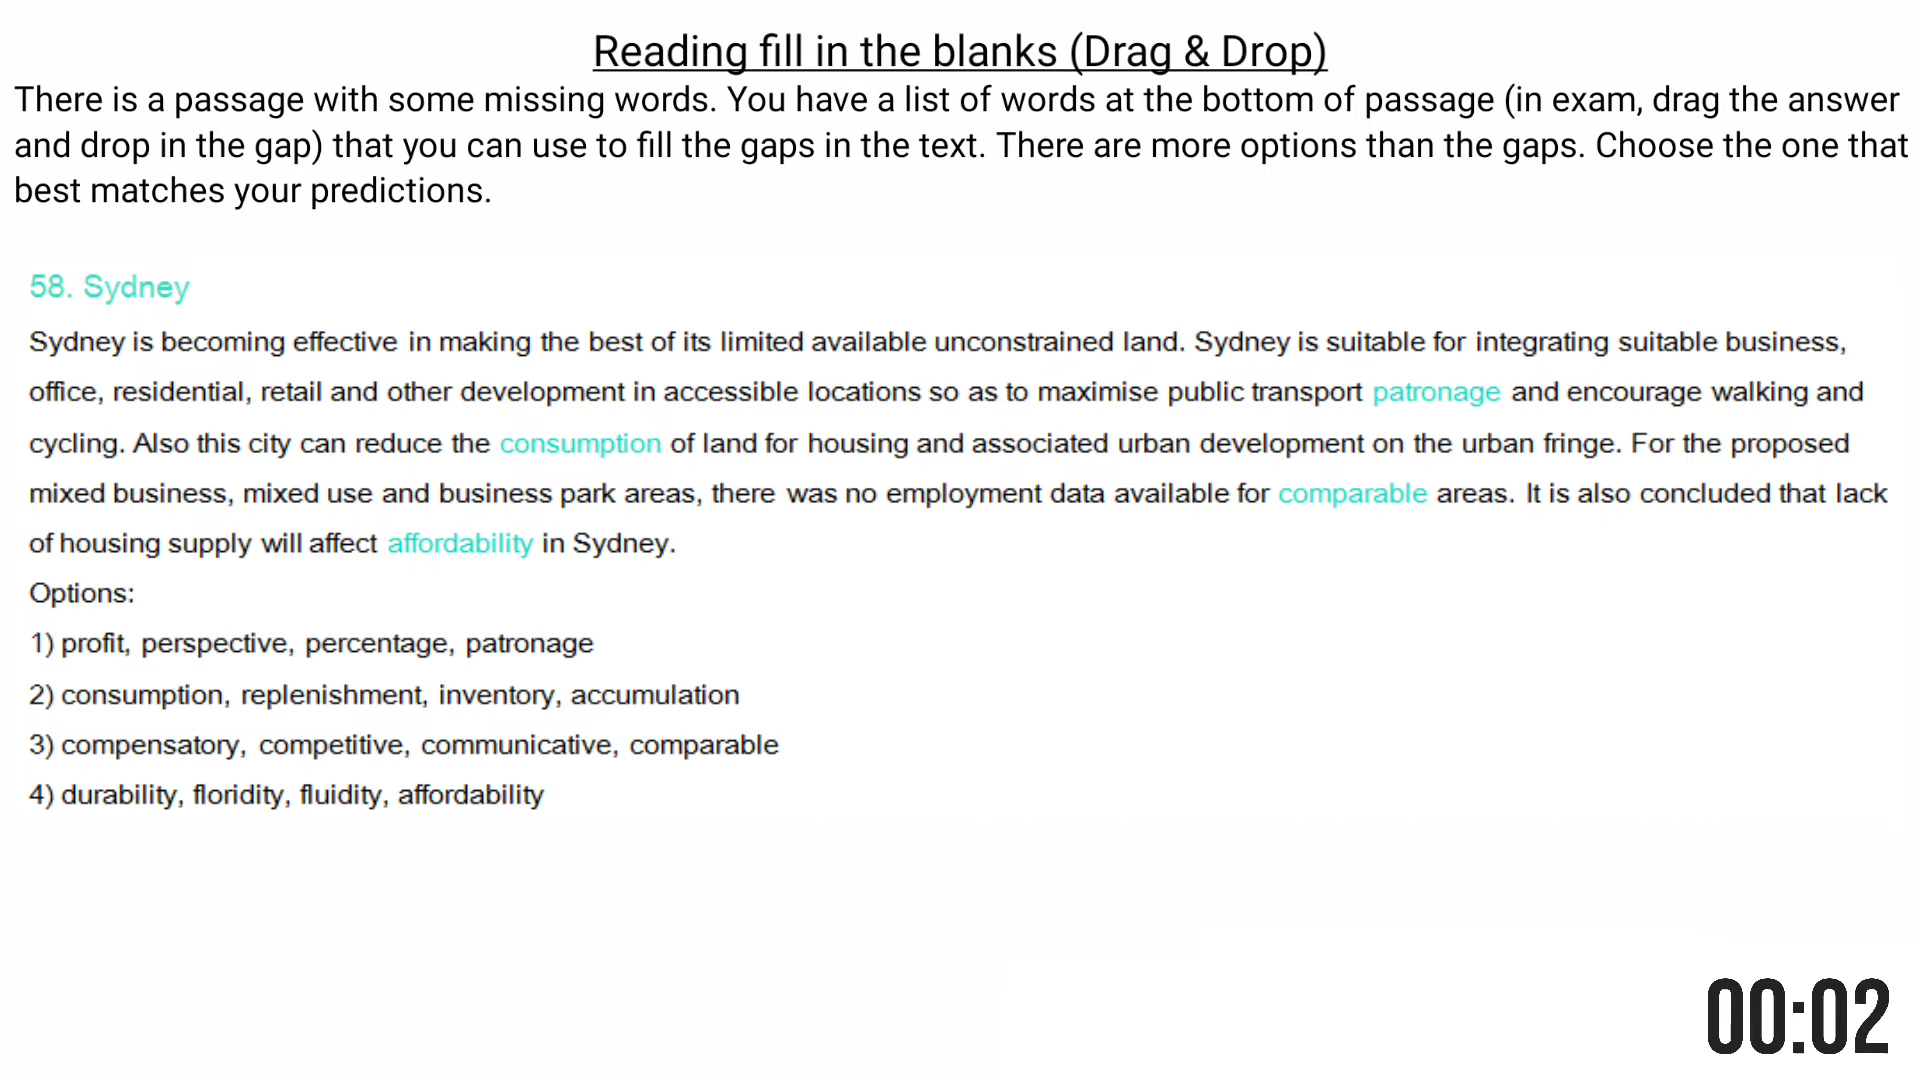 Reading fill in the blanks (Drag & Drop)
There is a passage with some missing words. You have a list of words at the bottom of passage (in exam, drag the answer
and drop in the gap) that you can use to fill the gaps in the text. There are more options than the gaps. Choose the one that
best matches your predictions.
58. Sydney
Sydney is becoming effective in making the best of its limited available unconstrained land. Sydney is suitable for integrating suitable business,
office, residential, retail and other development in accessible locations so as to maximise public transport patronage and encourage walking and
cycling. Also this city can reduce the consumption of land for housing and associated urban development on the urban fringe. For the proposed
mixed business, mixed use and business park areas, there was no employment data available for comparable areas. It is also concluded that lack
of housing supply will affect affordability in Sydney.
Options:
1) profit, perspective, percentage, patronage
2) consumption, replenishment, inventory, accumulation
3) compensatory, competitive, communicative, comparable
4) durability, floridity, fluidity, affordability
00:02